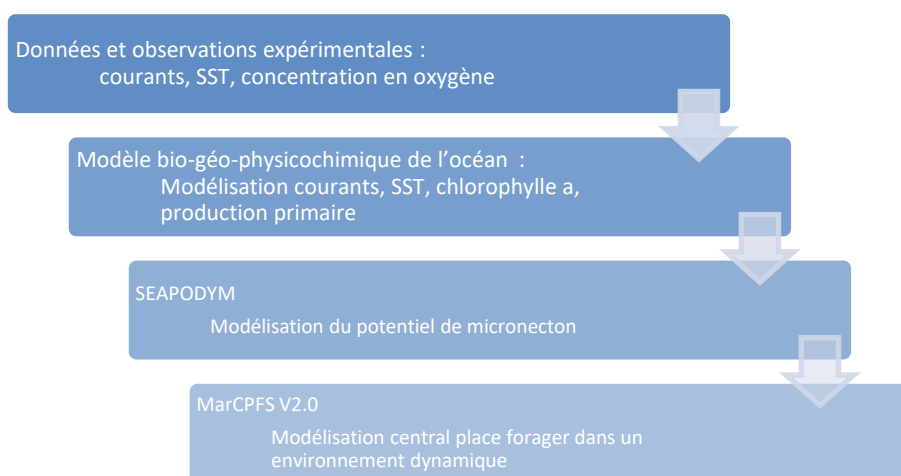 Données et observations expérimentales :
courants, SST, concentration en oxygène
Modèle bio-géo-physicochimique de l'océan :
Modélisation courants, SST, chlorophylle a,
production primaire
SEAPODYM
Modélisation du potentiel de micronecton
MarCPFS V2.0
Modélisation central place forager dans un
environnement dynamique